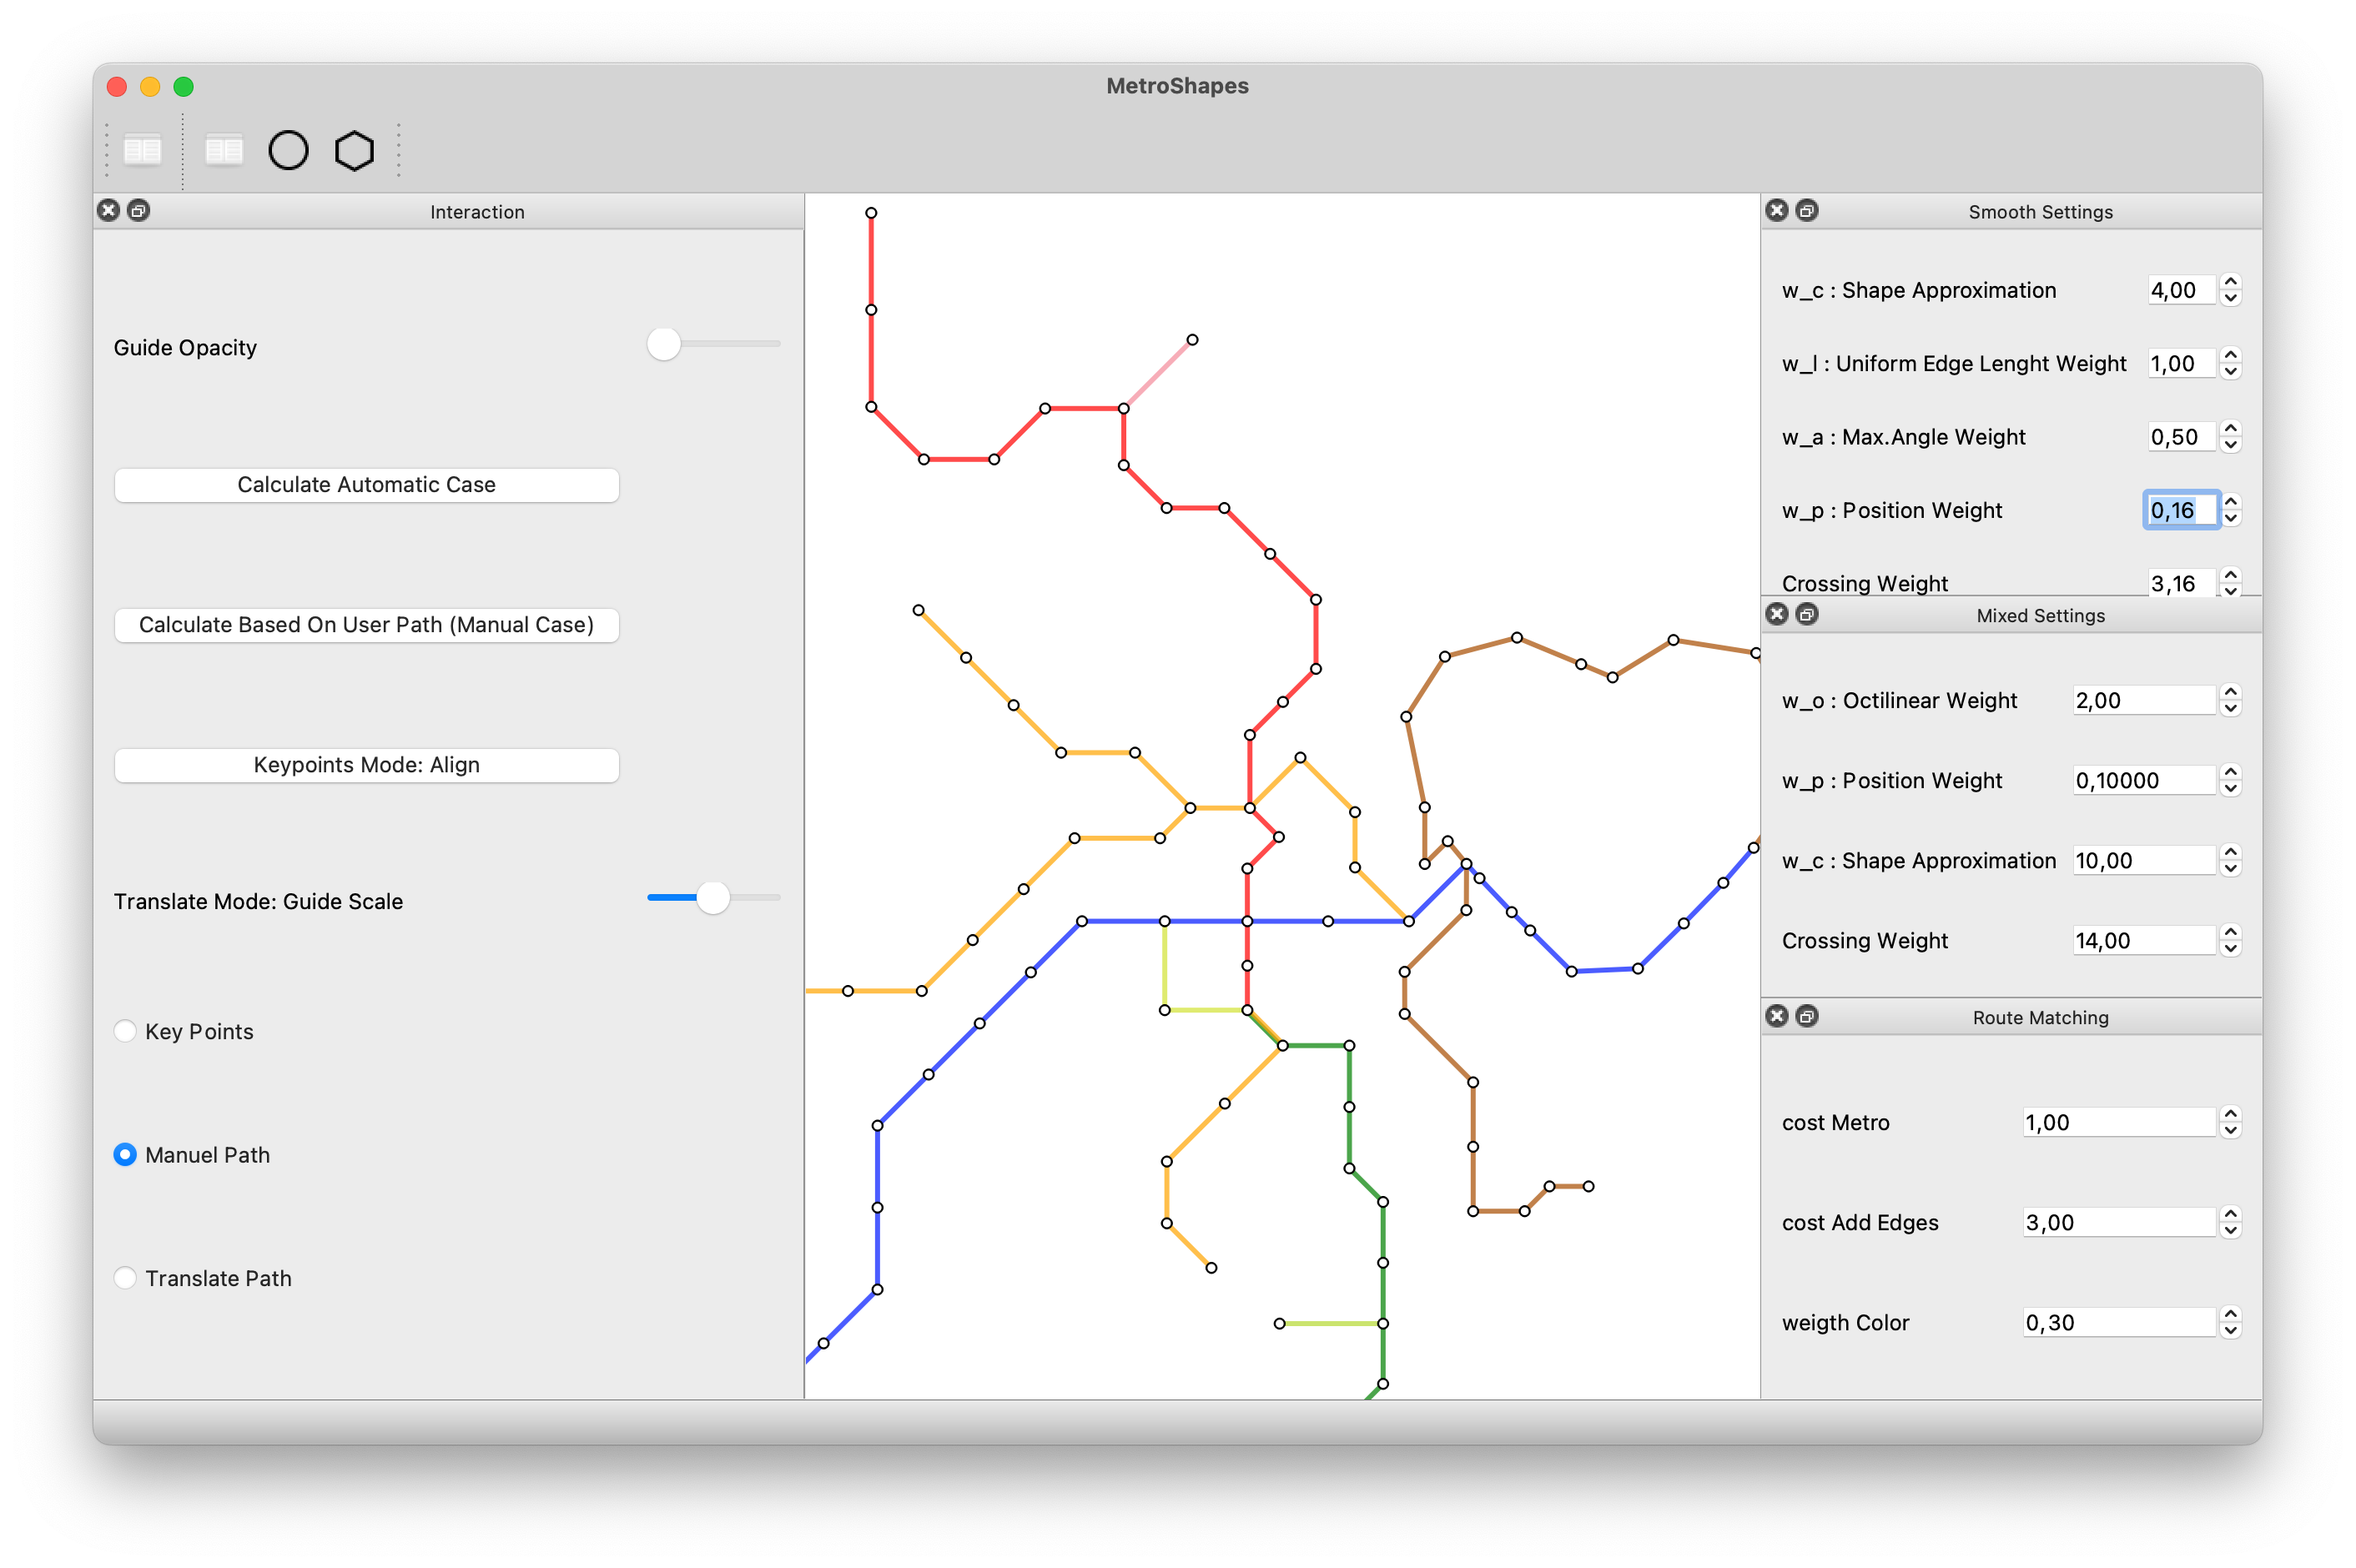 MetroShapes
Interaction
Guide Opacity
Calculate Automatic Case
Calculate Based On User Path (Manual Case)
Keypoints Mode: Align
Translate Mode: Guide Scale
Key Points
Manuel Path
Translate Path
Smooth Settings
w_c : Shape Approximation 4,00
w_l : Uniform Edge Lenght Weight 1,00
w_a : Max.Angle Weight 0,50
w_p : Position Weight 0,16
Crossing Weight 3,16
Mixed Settings
w_o : Octilinear Weight 2,00
w_p : Position Weight 0,10000
w_c : Shape Approximation 10,00
Crossing Weight 14,00
Route Matching
cost Metro 1,00
cost Add Edges 3,00
weigth Color 0,30